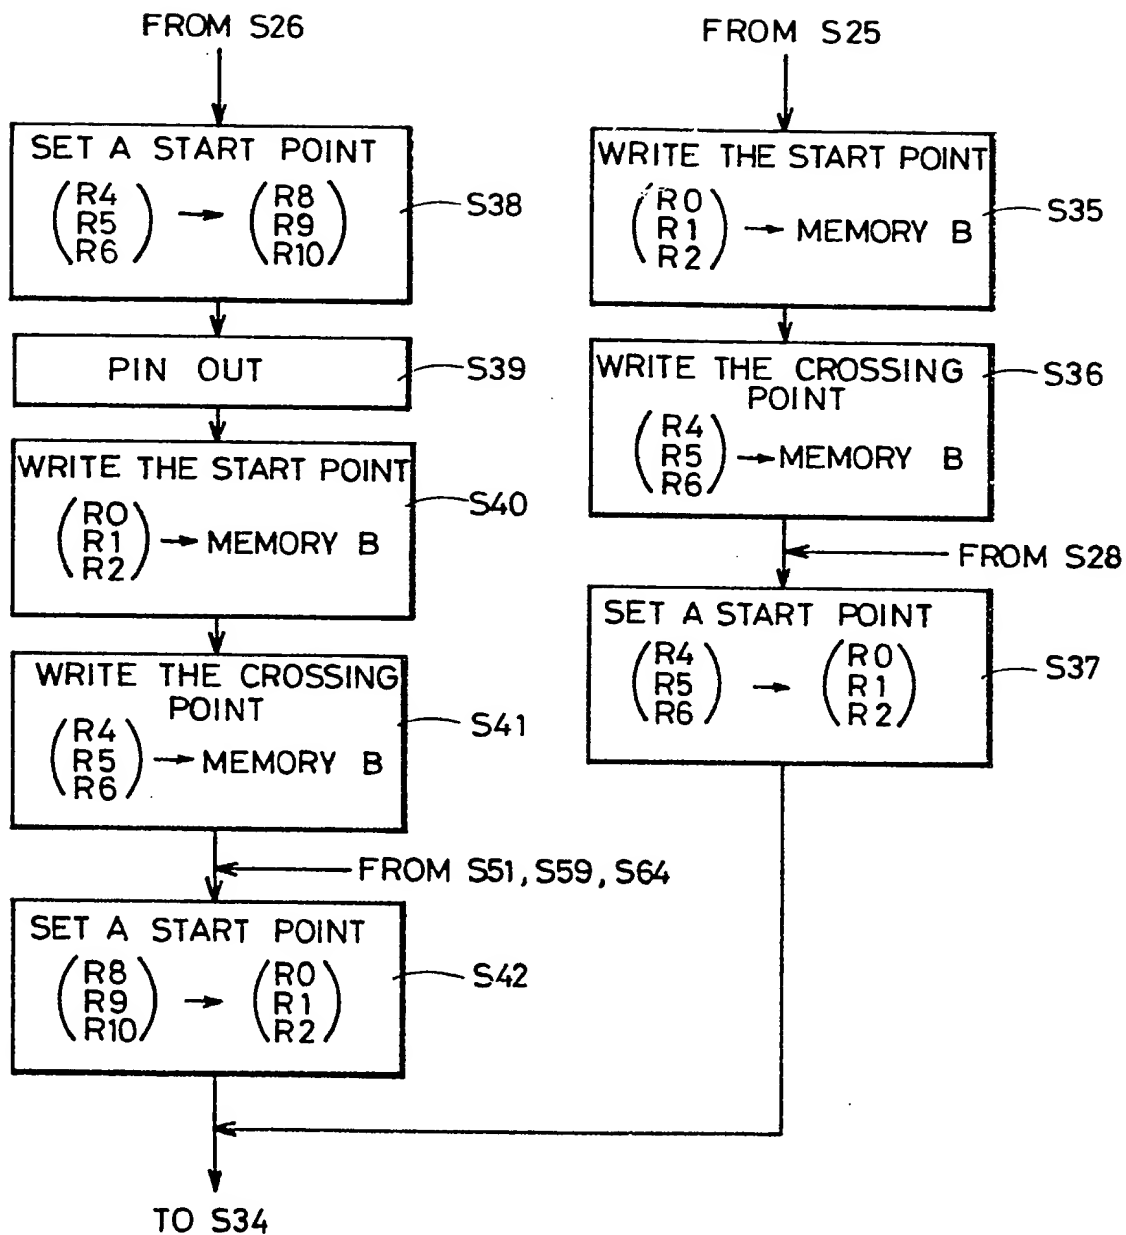 FROM S26
SET A START POINT
(R4 R5 R6) → (R8 R9 R10)
S38
PIN OUT
S39
WRITE THE START POINT
(R0 R1 R2) → MEMORY B
S40
WRITE THE CROSSING
POINT
(R4 R5 R6) → MEMORY B
S41
FROM S51, S59, S64
SET A START POINT
(R8 R9 R10) → (R0 R1 R2)
S42
TO S34
FROM S25
WRITE THE START POINT
(R0 R1 R2) → MEMORY B
S35
WRITE THE CROSSING
POINT
(R4 R5 R6) → MEMORY B
S36
FROM S28
SET A START POINT
(R4 R5 R6) → (R0 R1 R2)
S37